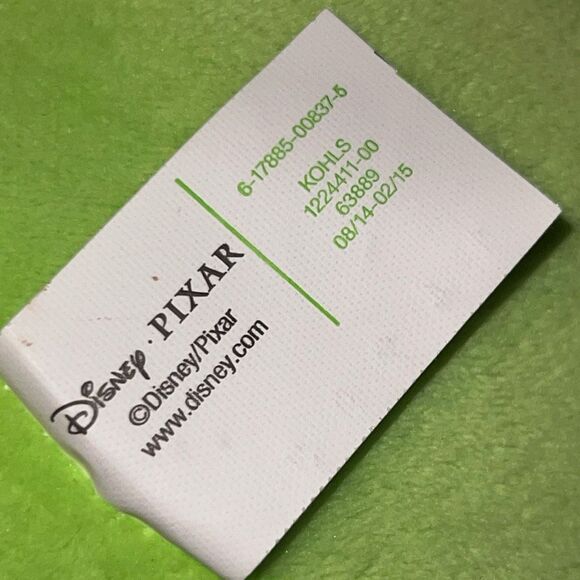 6-17885-00837-5
KOHLS
1224411-00
63889
08/14-02/15
Disney · PIXAR
©Disney/Pixar
www.disney.com